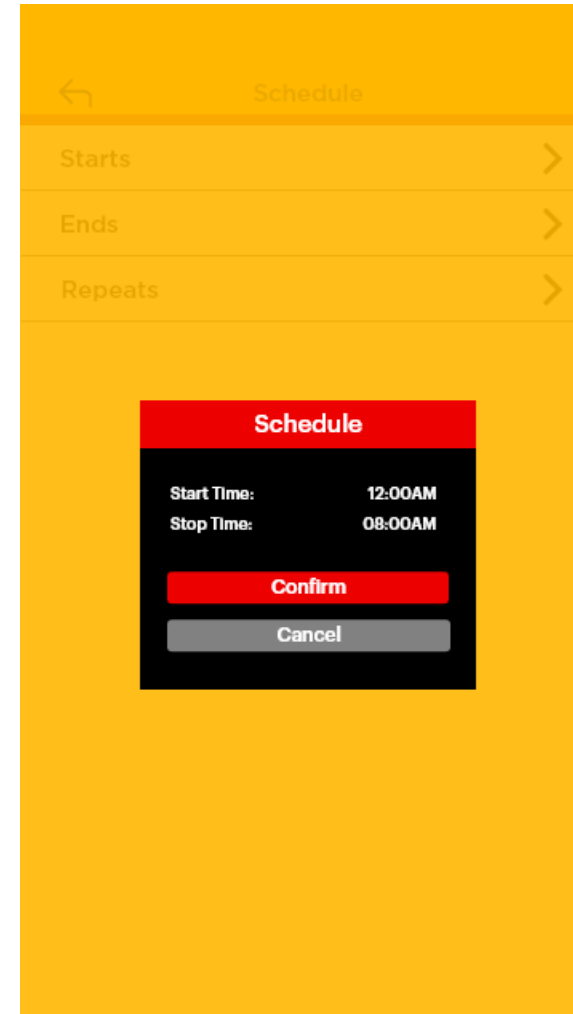 Schedule
Starts
Ends
Repeats
Schedule
Start Time: 12:00AM
Stop Time: 08:00AM
Confirm
Cancel